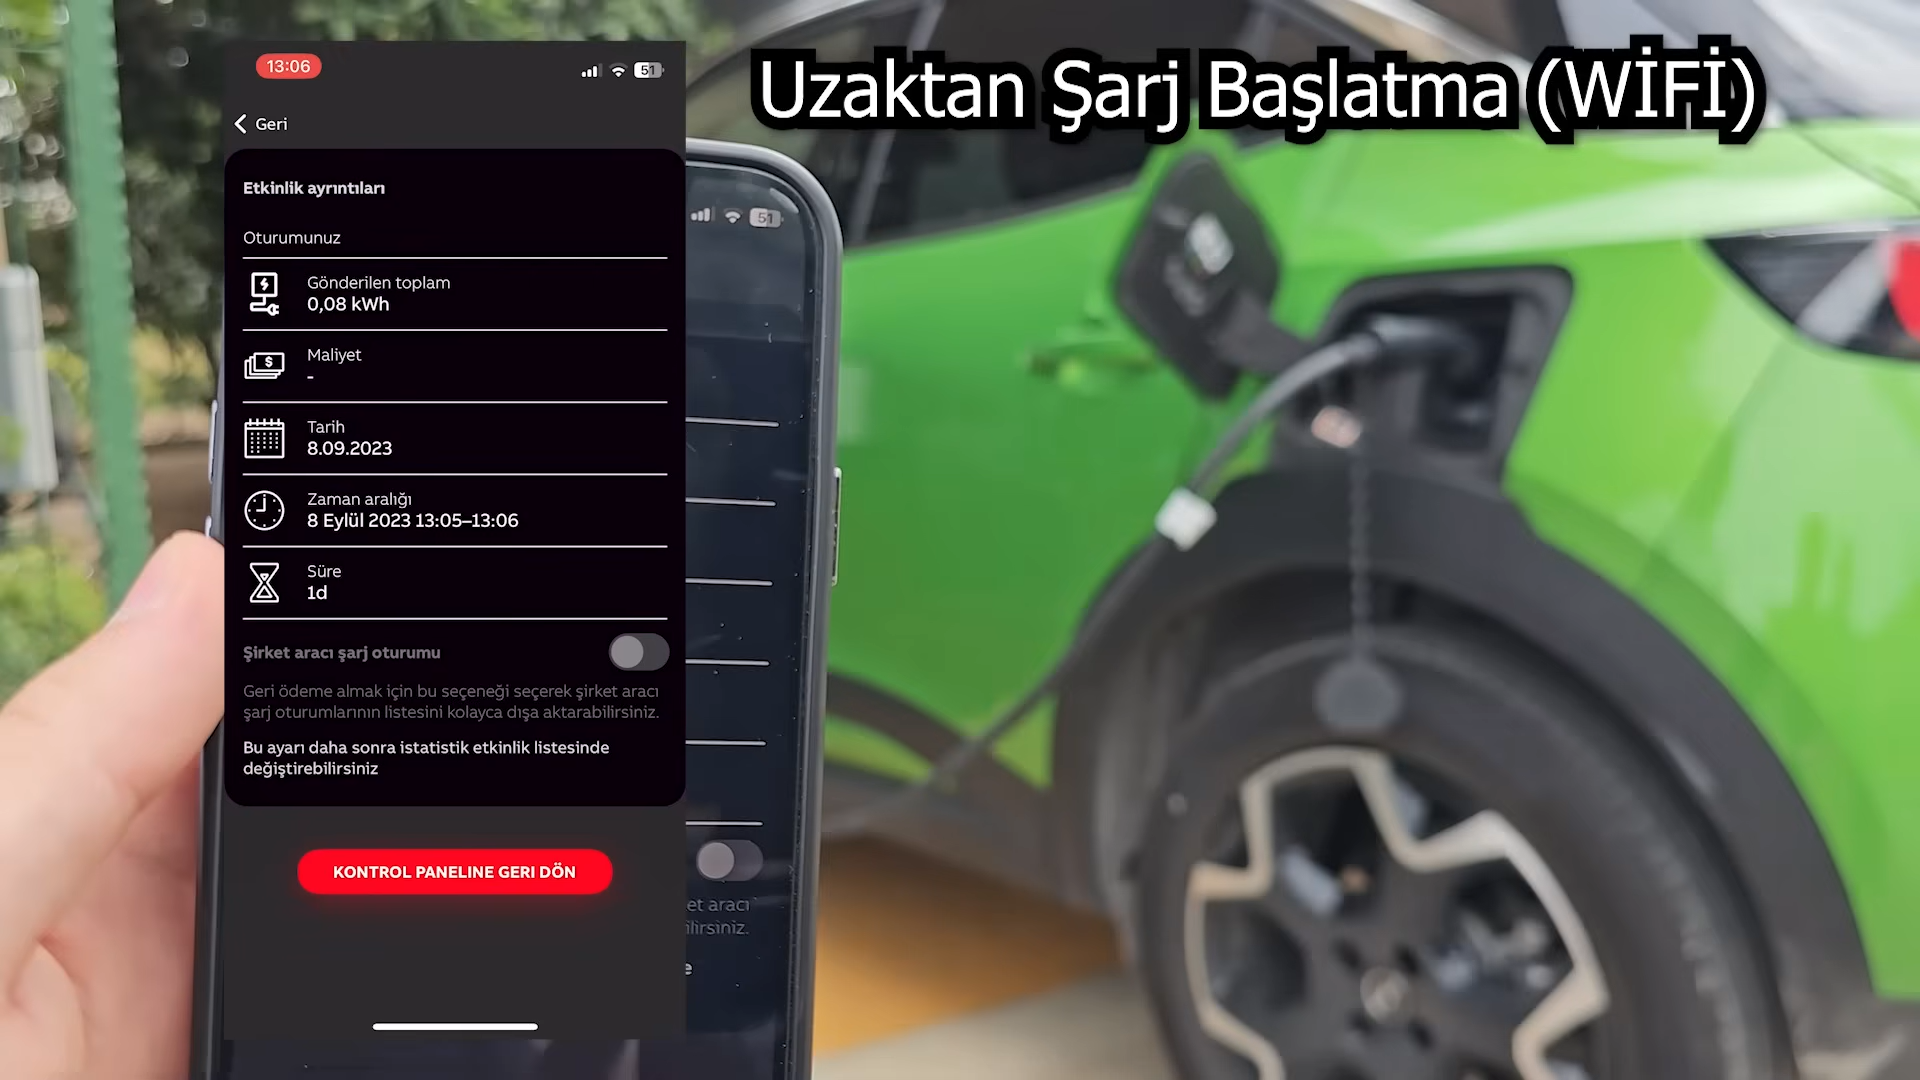 Uzaktan Şarj Başlatma (WİFİ)
13:06
51
Geri
Etkinlik ayrıntıları
Oturumunuz
Gönderilen toplam
0,08 kWh
Maliyet
-
Tarih
8.09.2023
Zaman aralığı
8 Eylül 2023 13:05–13:06
Süre
1d
Şirket aracı şarj oturumu
Geri ödeme almak için bu seçeneği seçerek şirket aracı
şarj oturumlarının listesini kolayca dışa aktarabilirsiniz.
Bu ayarı daha sonra istatistik etkinlik listesinde
değiştirebilirsiniz
KONTROL PANELINE GERI DÖN
51
et aracı
ilirsiniz.
e